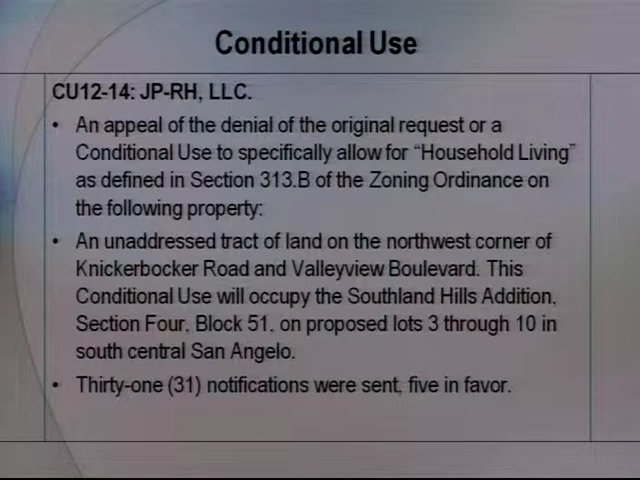 Conditional Use
CU12-14: JP-RH, LLC.
• An appeal of the denial of the original request or a
Conditional Use to specifically allow for “Household Living”
as defined in Section 313.B of the Zoning Ordinance on
the following property:
• An unaddressed tract of land on the northwest corner of
Knickerbocker Road and Valleyview Boulevard. This
Conditional Use will occupy the Southland Hills Addition,
Section Four, Block 51, on proposed lots 3 through 10 in
south central San Angelo.
• Thirty-one (31) notifications were sent, five in favor.